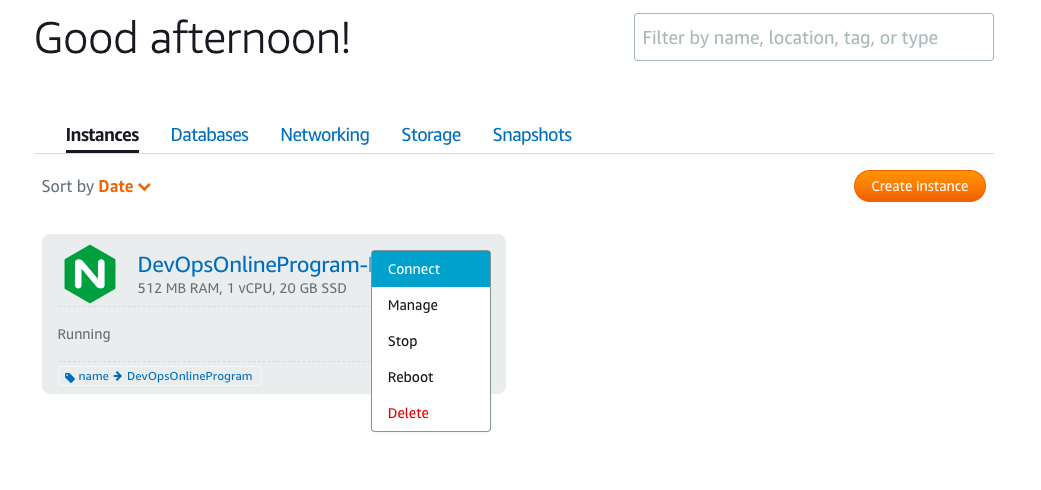 Good afternoon!
Filter by name, location, tag, or type
Instances Databases Networking Storage Snapshots
Sort by Date
Create instance
N
DevOpsOnlineProgram-
512 MB RAM, 1 vCPU, 20 GB SSD
Running
name → DevOpsOnlineProgram
Connect
Manage
Stop
Reboot
Delete